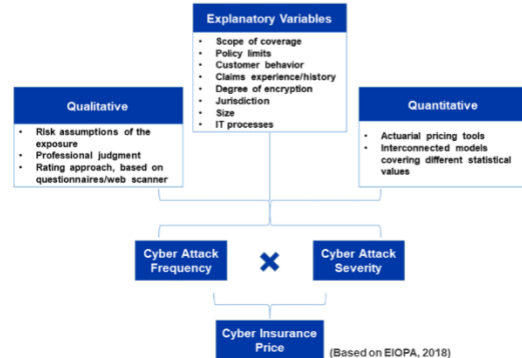 Explanatory Variables
• Scope of coverage
• Policy limits
• Customer behavior
• Claims experience/history
• Degree of encryption
• Jurisdiction
• Size
• IT processes
Qualitative
• Risk assumptions of the
exposure
• Professional judgment
• Rating approach, based on
questionnaires/web scanner
Quantitative
• Actuarial pricing tools
• Interconnected models
covering different statistical
values
Cyber Attack
Frequency
×
Cyber Attack
Severity
Cyber Insurance
Price
(Based on EIOPA, 2018)